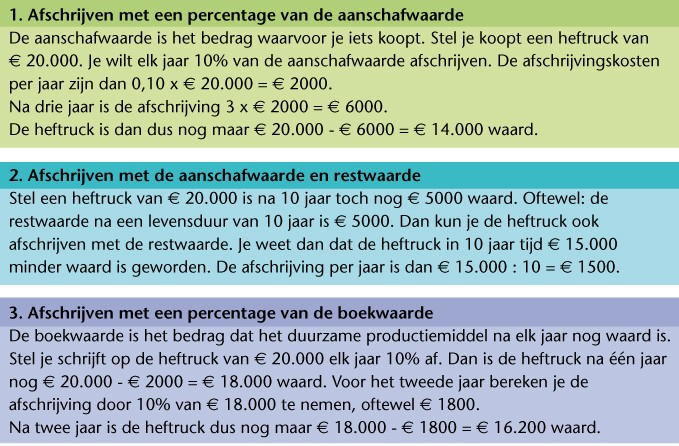 1. Afschrijven met een percentage van de aanschafwaarde
De aanschafwaarde is het bedrag waarvoor je iets koopt. Stel je koopt een heftruck van
€ 20.000. Je wilt elk jaar 10% van de aanschafwaarde afschrijven. De afschrijvingskosten
per jaar zijn dan 0,10 x € 20.000 = € 2000.
Na drie jaar is de afschrijving 3 x € 2000 = € 6000.
De heftruck is dan dus nog maar € 20.000 - € 6000 = € 14.000 waard.
2. Afschrijven met de aanschafwaarde en restwaarde
Stel een heftruck van € 20.000 is na 10 jaar toch nog € 5000 waard. Oftewel: de
restwaarde na een levensduur van 10 jaar is € 5000. Dan kun je de heftruck ook
afschrijven met de restwaarde. Je weet dan dat de heftruck in 10 jaar tijd € 15.000
minder waard is geworden. De afschrijving per jaar is dan € 15.000 : 10 = € 1500.
3. Afschrijven met een percentage van de boekwaarde
De boekwaarde is het bedrag dat het duurzame productiemiddel na elk jaar nog waard is.
Stel je schrijft op de heftruck van € 20.000 elk jaar 10% af. Dan is de heftruck na één jaar
nog € 20.000 - € 2000 = € 18.000 waard. Voor het tweede jaar bereken je de
afschrijving door 10% van € 18.000 te nemen, oftewel € 1800.
Na twee jaar is de heftruck dus nog maar € 18.000 - € 1800 = € 16.200 waard.